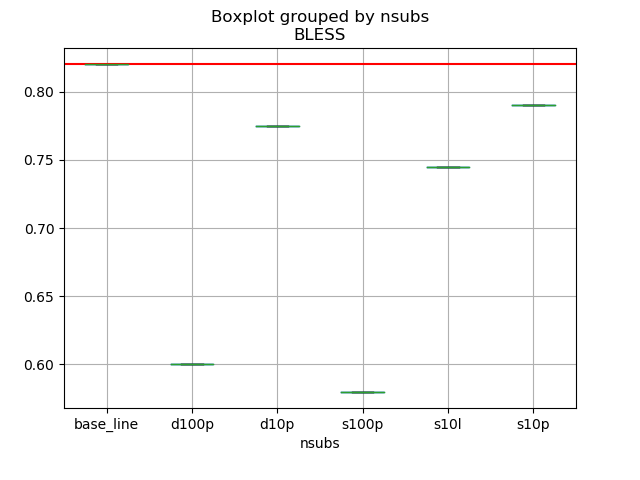 Boxplot grouped by nsubs
BLESS
0.80
0.75
0.70
0.65
0.60
base_line d100p d10p s100p s10l s10p
nsubs